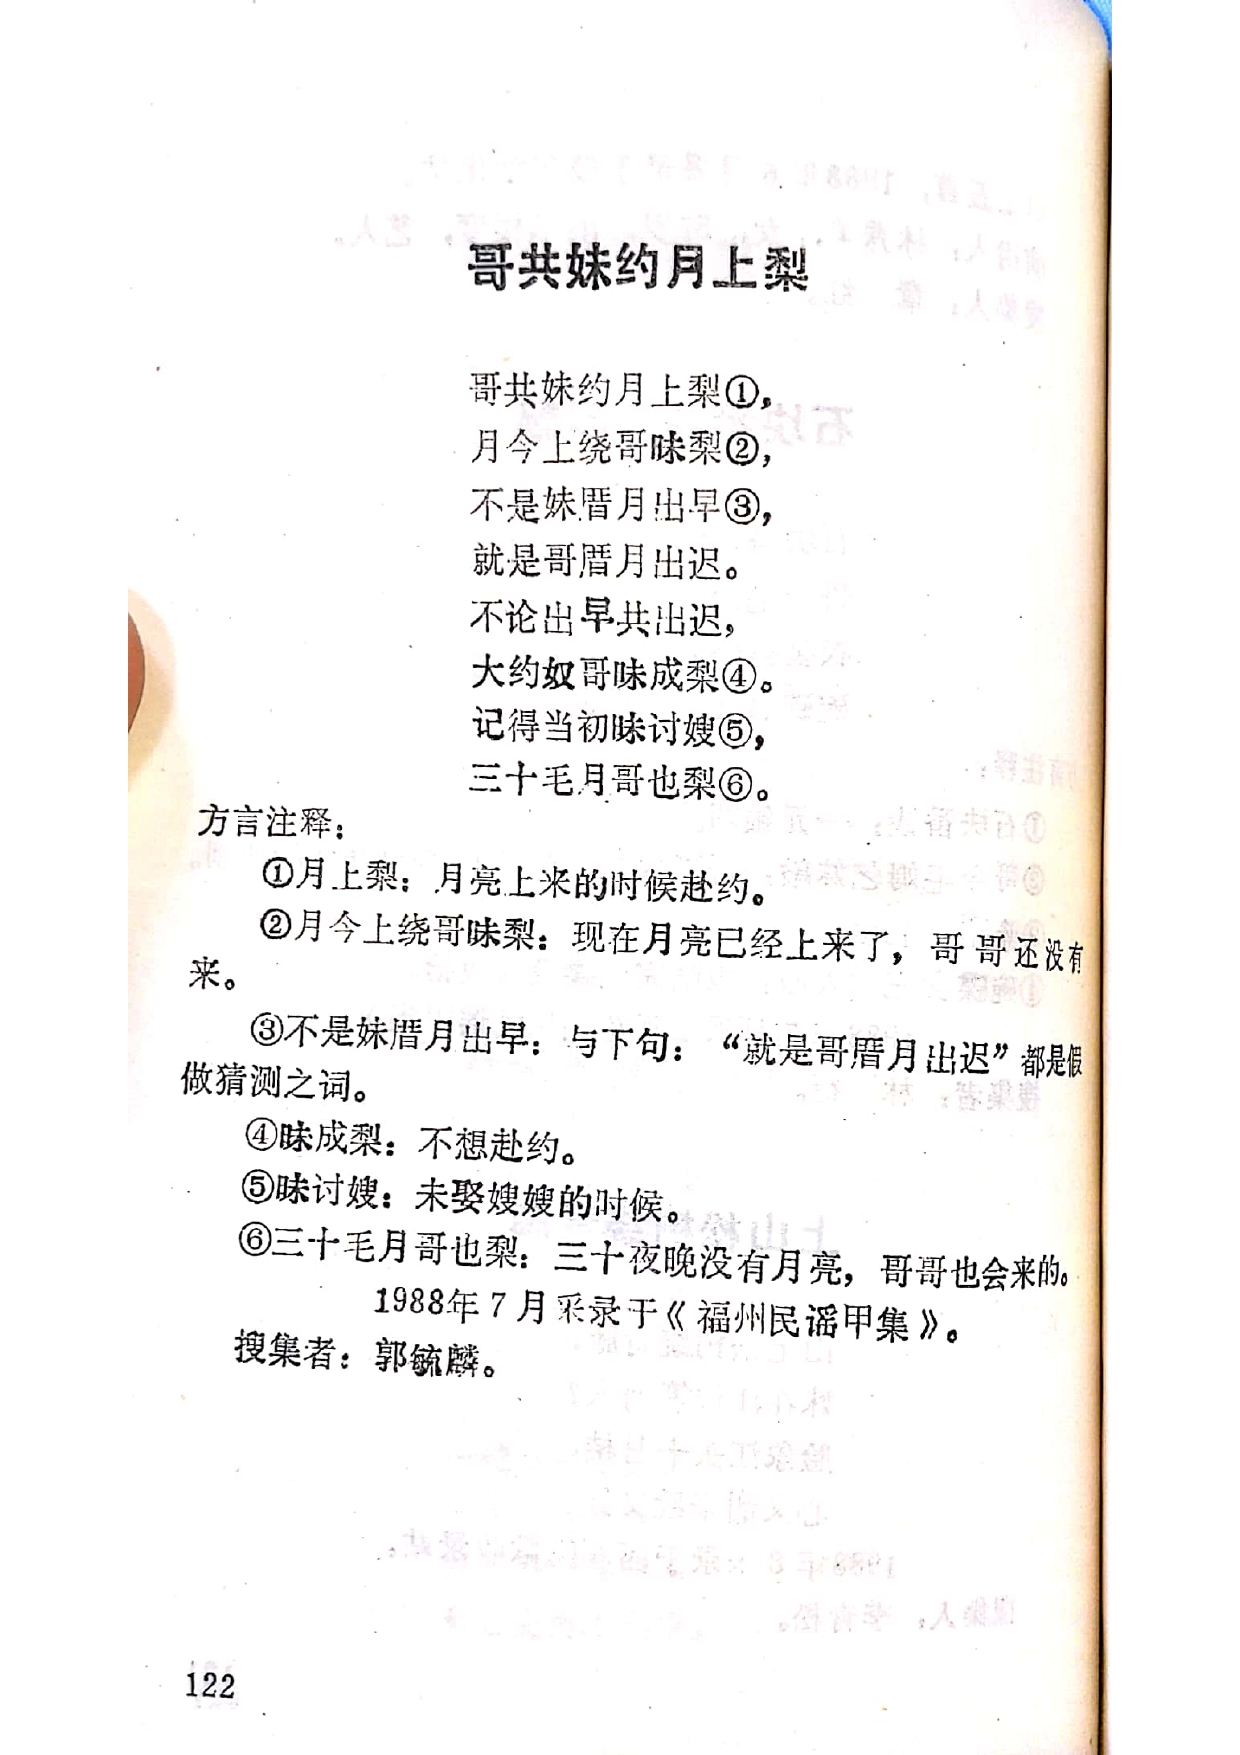 哥共妹约月上梨
哥共妹约月上梨①，
月今上绕哥昧梨②，
不是妹厝月出早③，
就是哥厝月出迟。
不论出早共出迟，
大约奴哥昧成梨④。
记得当初昧讨嫂⑤，
三十毛月哥也梨⑥。
方言注释：
①月上梨：月亮上来的时候赴约。
②月今上绕哥昧梨：现在月亮已经上来了，哥哥还没有
来。
③不是妹厝月出早：与下句：“就是哥厝月出迟”都是假
做猜测之词。
④昧成梨：不想赴约。
⑤昧讨嫂：未娶嫂嫂的时候。
⑥三十毛月哥也梨：三十夜晚没有月亮，哥哥也会来的。
1988年7月采录于《福州民谣甲集》。
搜集者：郭毓麟。
122